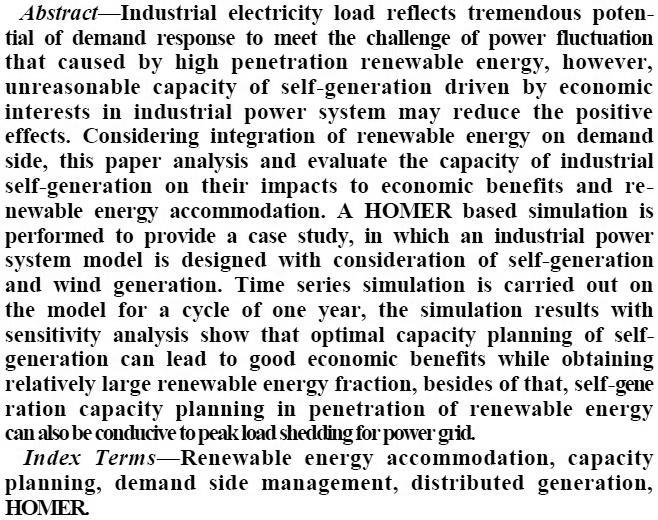 Abstract—Industrial electricity load reflects tremendous poten-
tial of demand response to meet the challenge of power fluctuation
that caused by high penetration renewable energy, however,
unreasonable capacity of self-generation driven by economic
interests in industrial power system may reduce the positive
effects. Considering integration of renewable energy on demand
side, this paper analysis and evaluate the capacity of industrial
self-generation on their impacts to economic benefits and re-
newable energy accommodation. A HOMER based simulation is
performed to provide a case study, in which an industrial power
system model is designed with consideration of self-generation
and wind generation. Time series simulation is carried out on
the model for a cycle of one year, the simulation results with
sensitivity analysis show that optimal capacity planning of self-
generation can lead to good economic benefits while obtaining
relatively large renewable energy fraction, besides of that, self-gene
ration capacity planning in penetration of renewable energy
can also be conducive to peak load shedding for power grid.
Index Terms—Renewable energy accommodation, capacity
planning, demand side management, distributed generation,
HOMER.